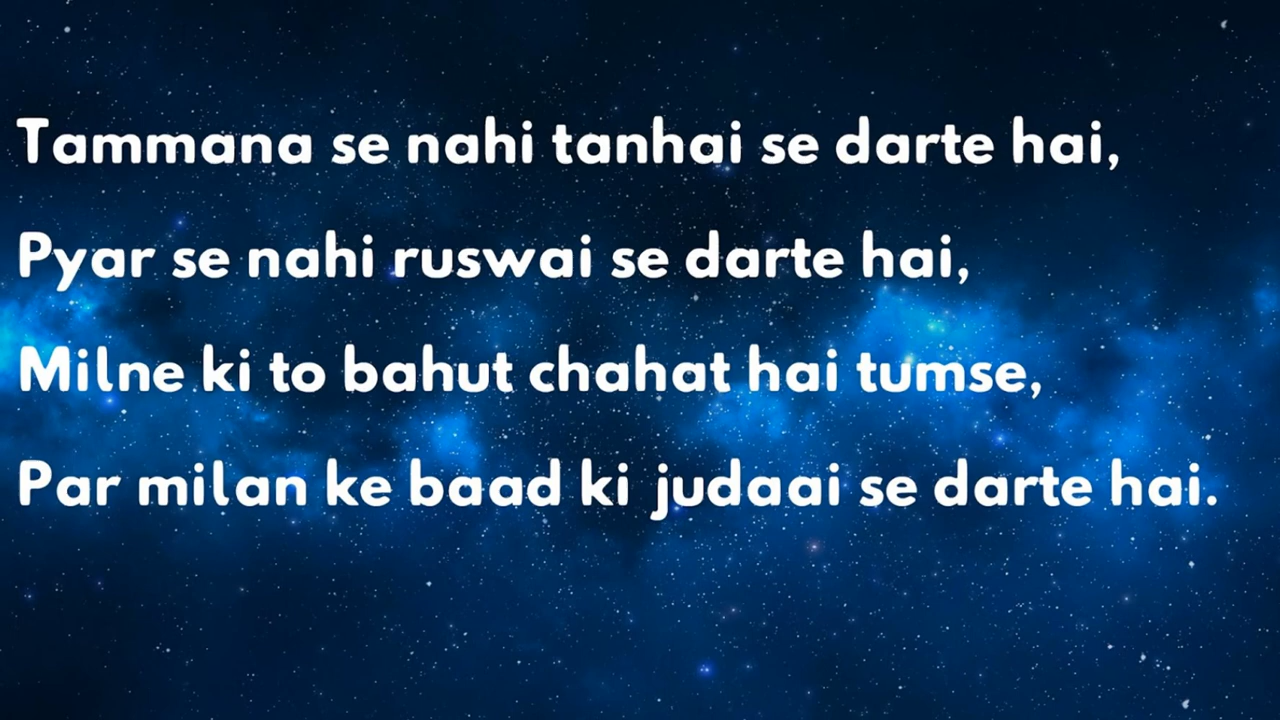 Tammana se nahi tanhai se darte hai,
Pyar se nahi ruswai se darte hai,
Milne ki to bahut chahat hai tumse,
Par milan ke baad ki judaai se darte hai.